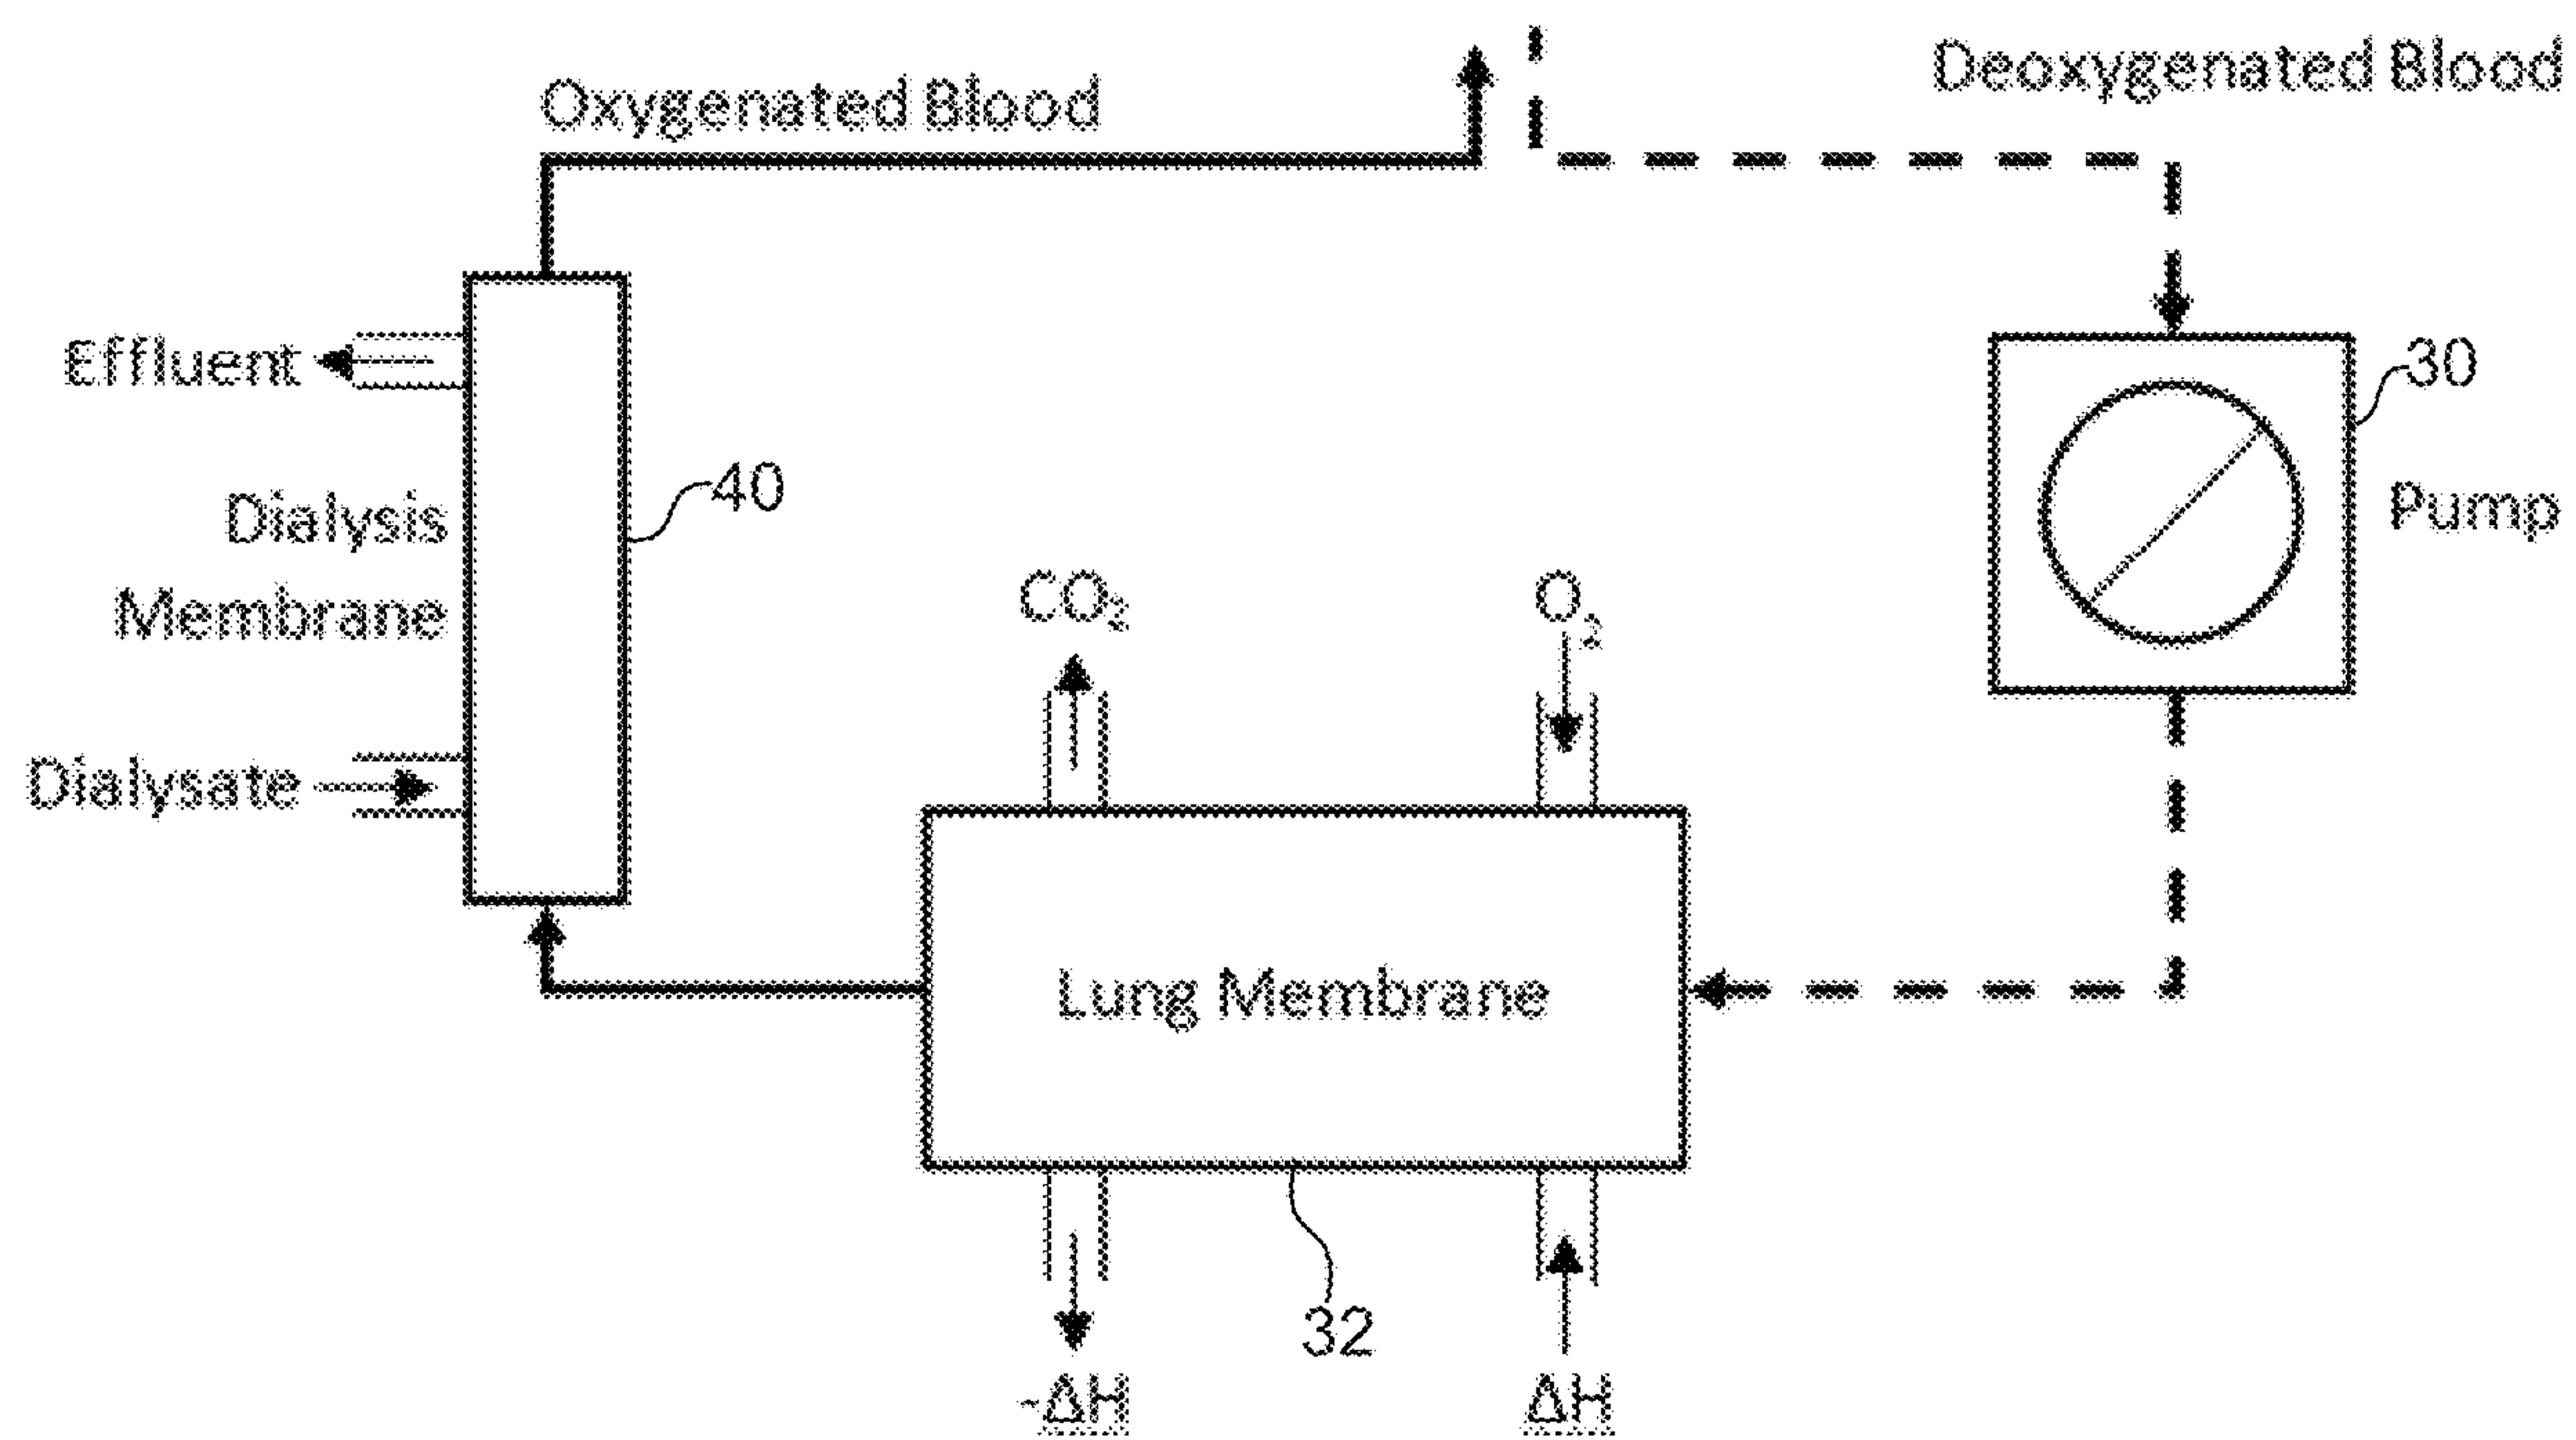 Oxygenated Blood
Deoxygenated Blood
Effluent
30
40
Dialysis
Membrane
Pump
CO₂
O₂
Dialysate
Lung Membrane
32
-ΔH
ΔH